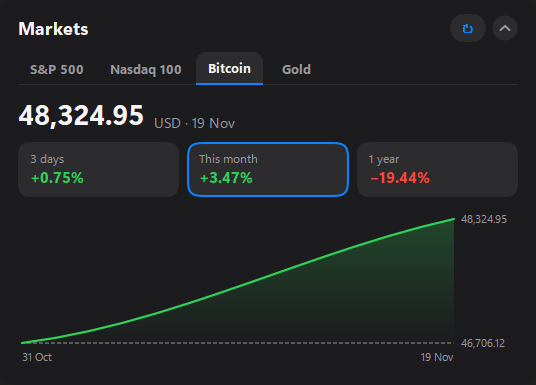 Markets
S&P 500 Nasdaq 100 Bitcoin Gold
48,324.95 USD · 19 Nov
3 days This month 1 year
+0.75% +3.47% −19.44%
48,324.95
46,706.12
31 Oct 19 Nov